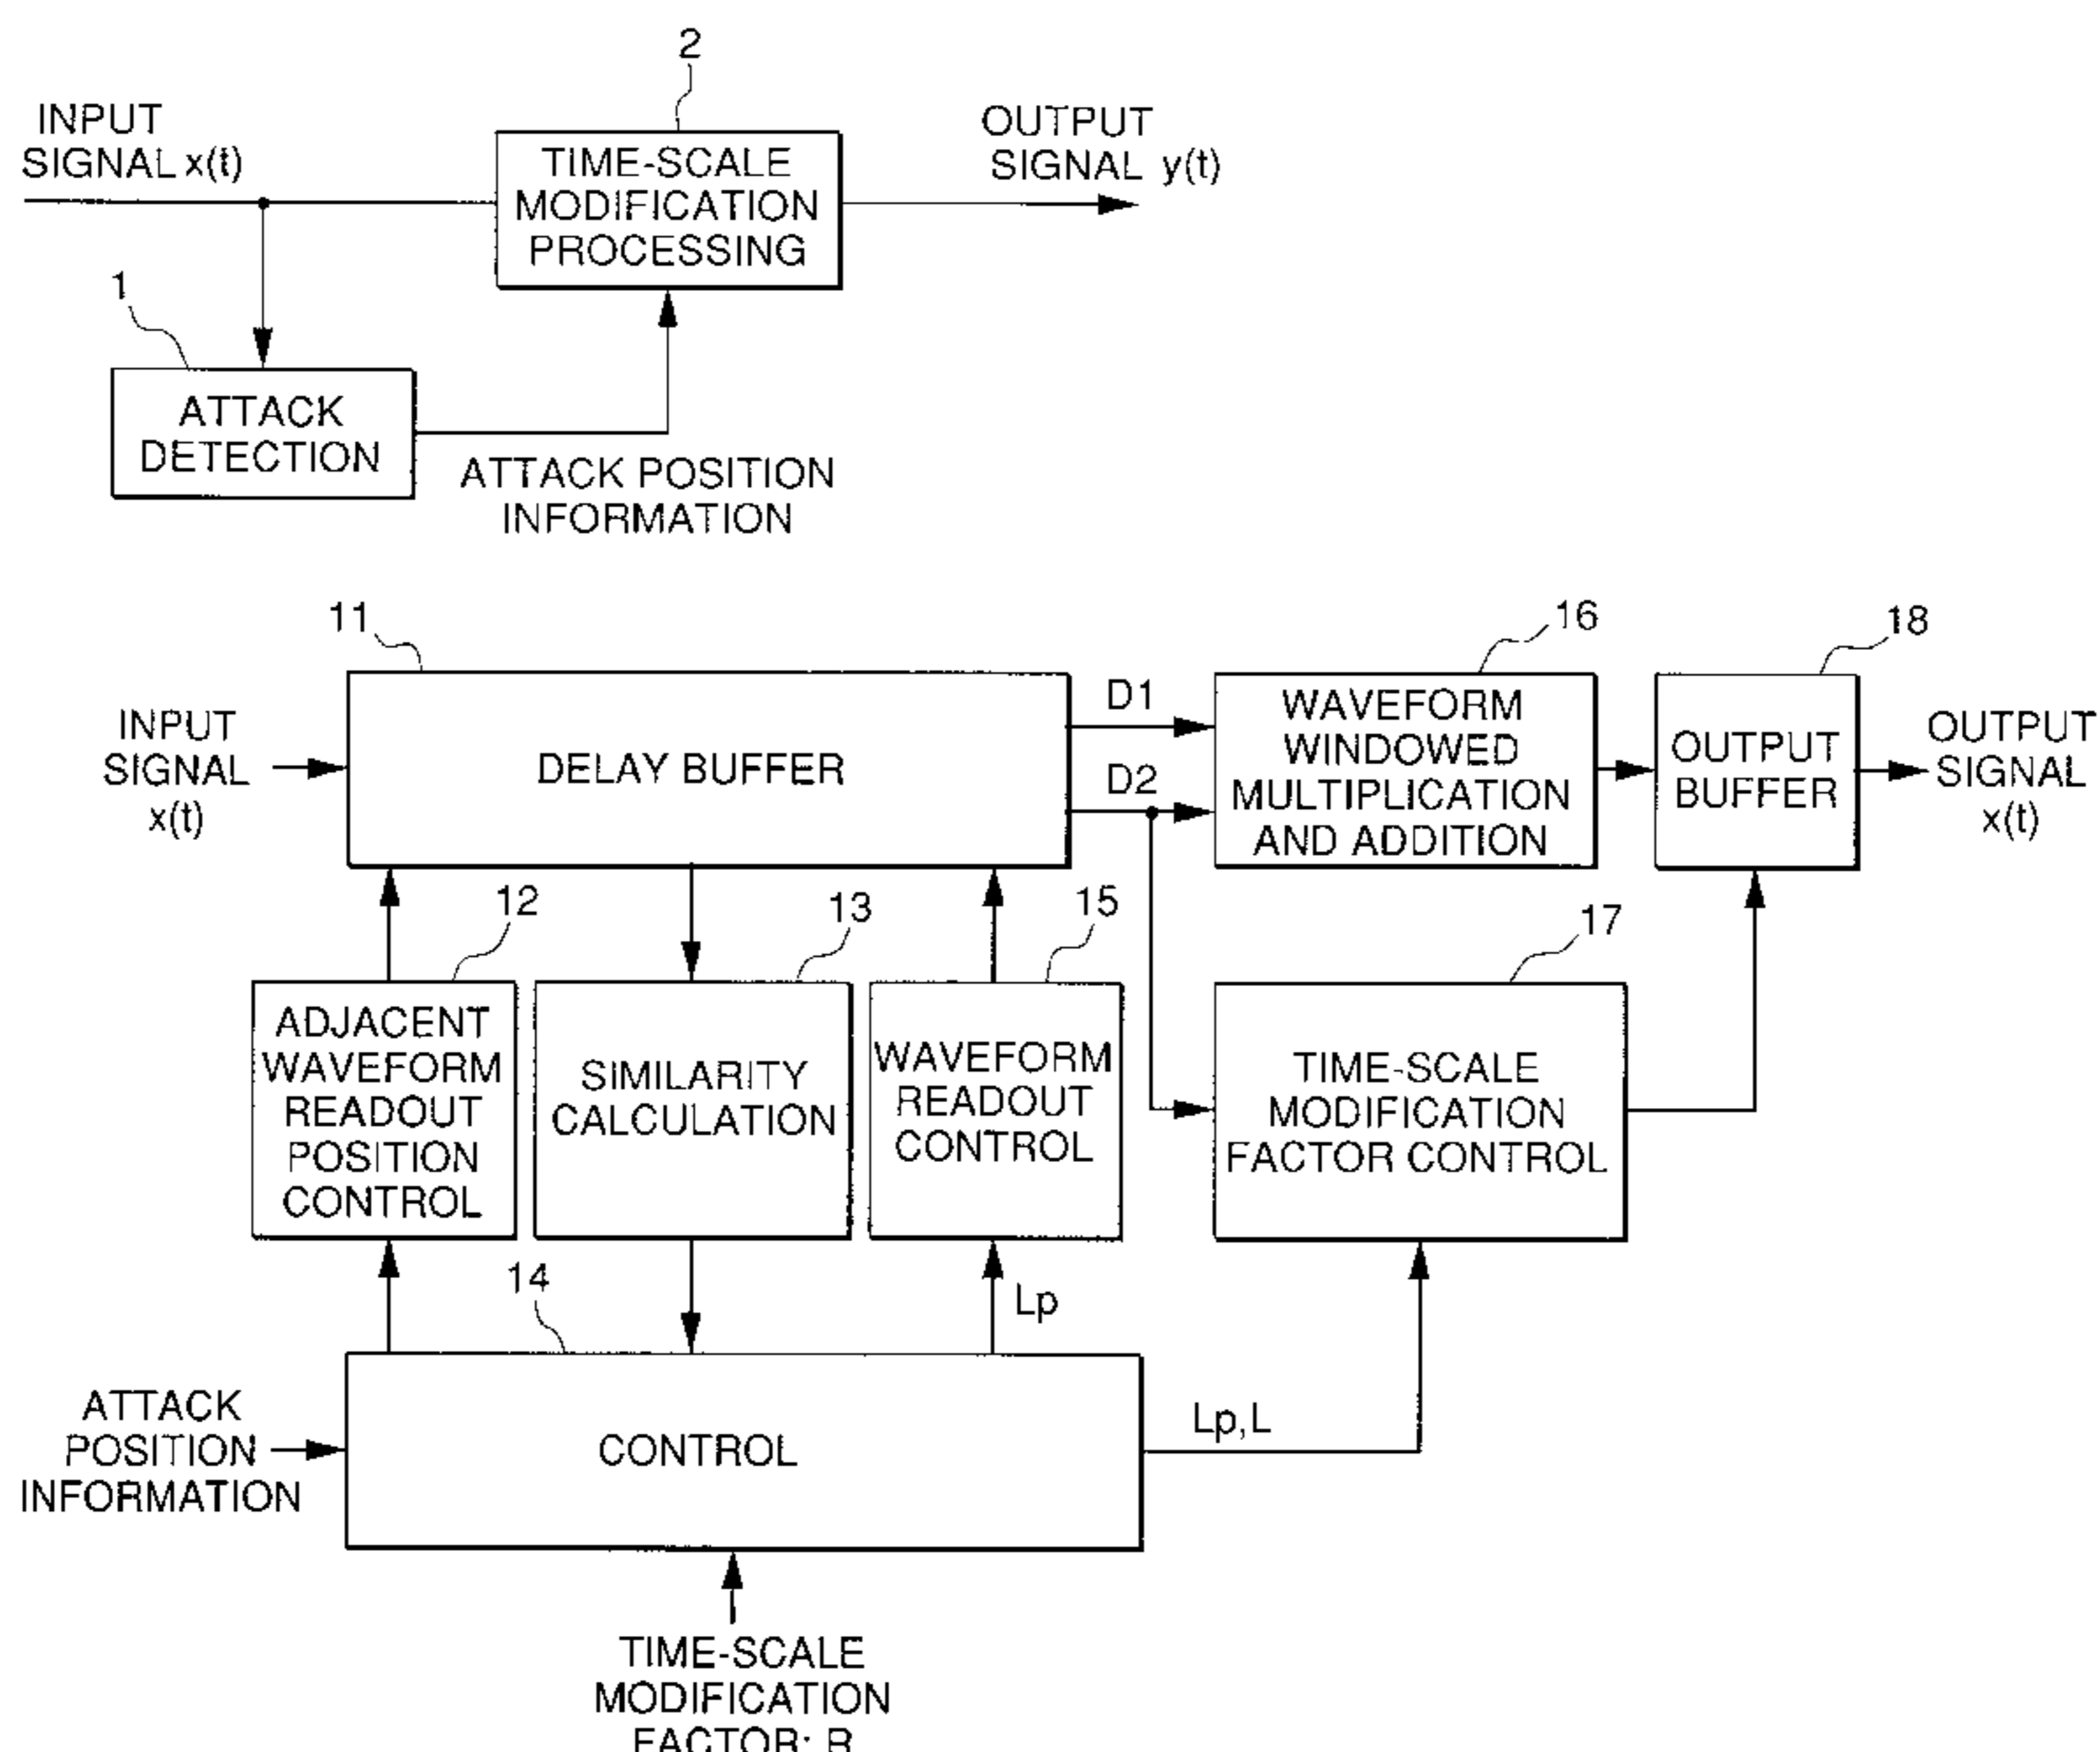 2
INPUT
SIGNAL x(t)
TIME-SCALE
MODIFICATION
PROCESSING
OUTPUT
SIGNAL y(t)
1
ATTACK
DETECTION
ATTACK POSITION
INFORMATION
11
INPUT
SIGNAL
x(t)
DELAY BUFFER
D1
D2
16
WAVEFORM
WINDOWED
MULTIPLICATION
AND ADDITION
18
OUTPUT
BUFFER
OUTPUT
SIGNAL
x(t)
12
ADJACENT
WAVEFORM
READOUT
POSITION
CONTROL
13
SIMILARITY
CALCULATION
15
WAVEFORM
READOUT
CONTROL
17
TIME-SCALE
MODIFICATION
FACTOR CONTROL
14
Lp
ATTACK
POSITION
INFORMATION
CONTROL
Lp,L
TIME-SCALE
MODIFICATION
FACTOR: R